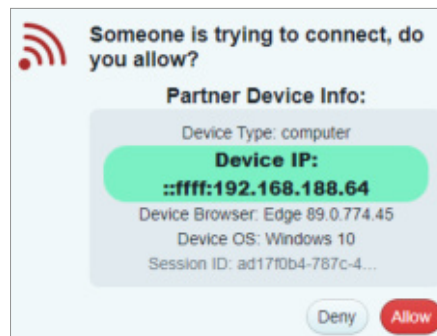 Someone is trying to connect, do
you allow?
Partner Device Info:
Device Type: computer
Device IP:
::ffff:192.168.188.64
Device Browser: Edge 89.0.774.45
Device OS: Windows 10
Session ID: ad17f0b4-787c-4...
Deny
Allow